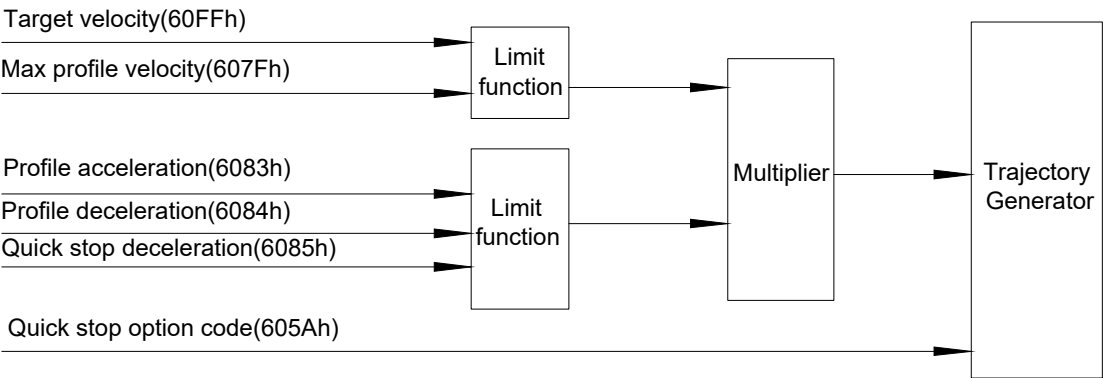 Target velocity(60FFh)
Max profile velocity(607Fh)
Limit
function
Profile acceleration(6083h)
Profile deceleration(6084h)
Quick stop deceleration(6085h)
Limit
function
Multiplier
Trajectory
Generator
Quick stop option code(605Ah)